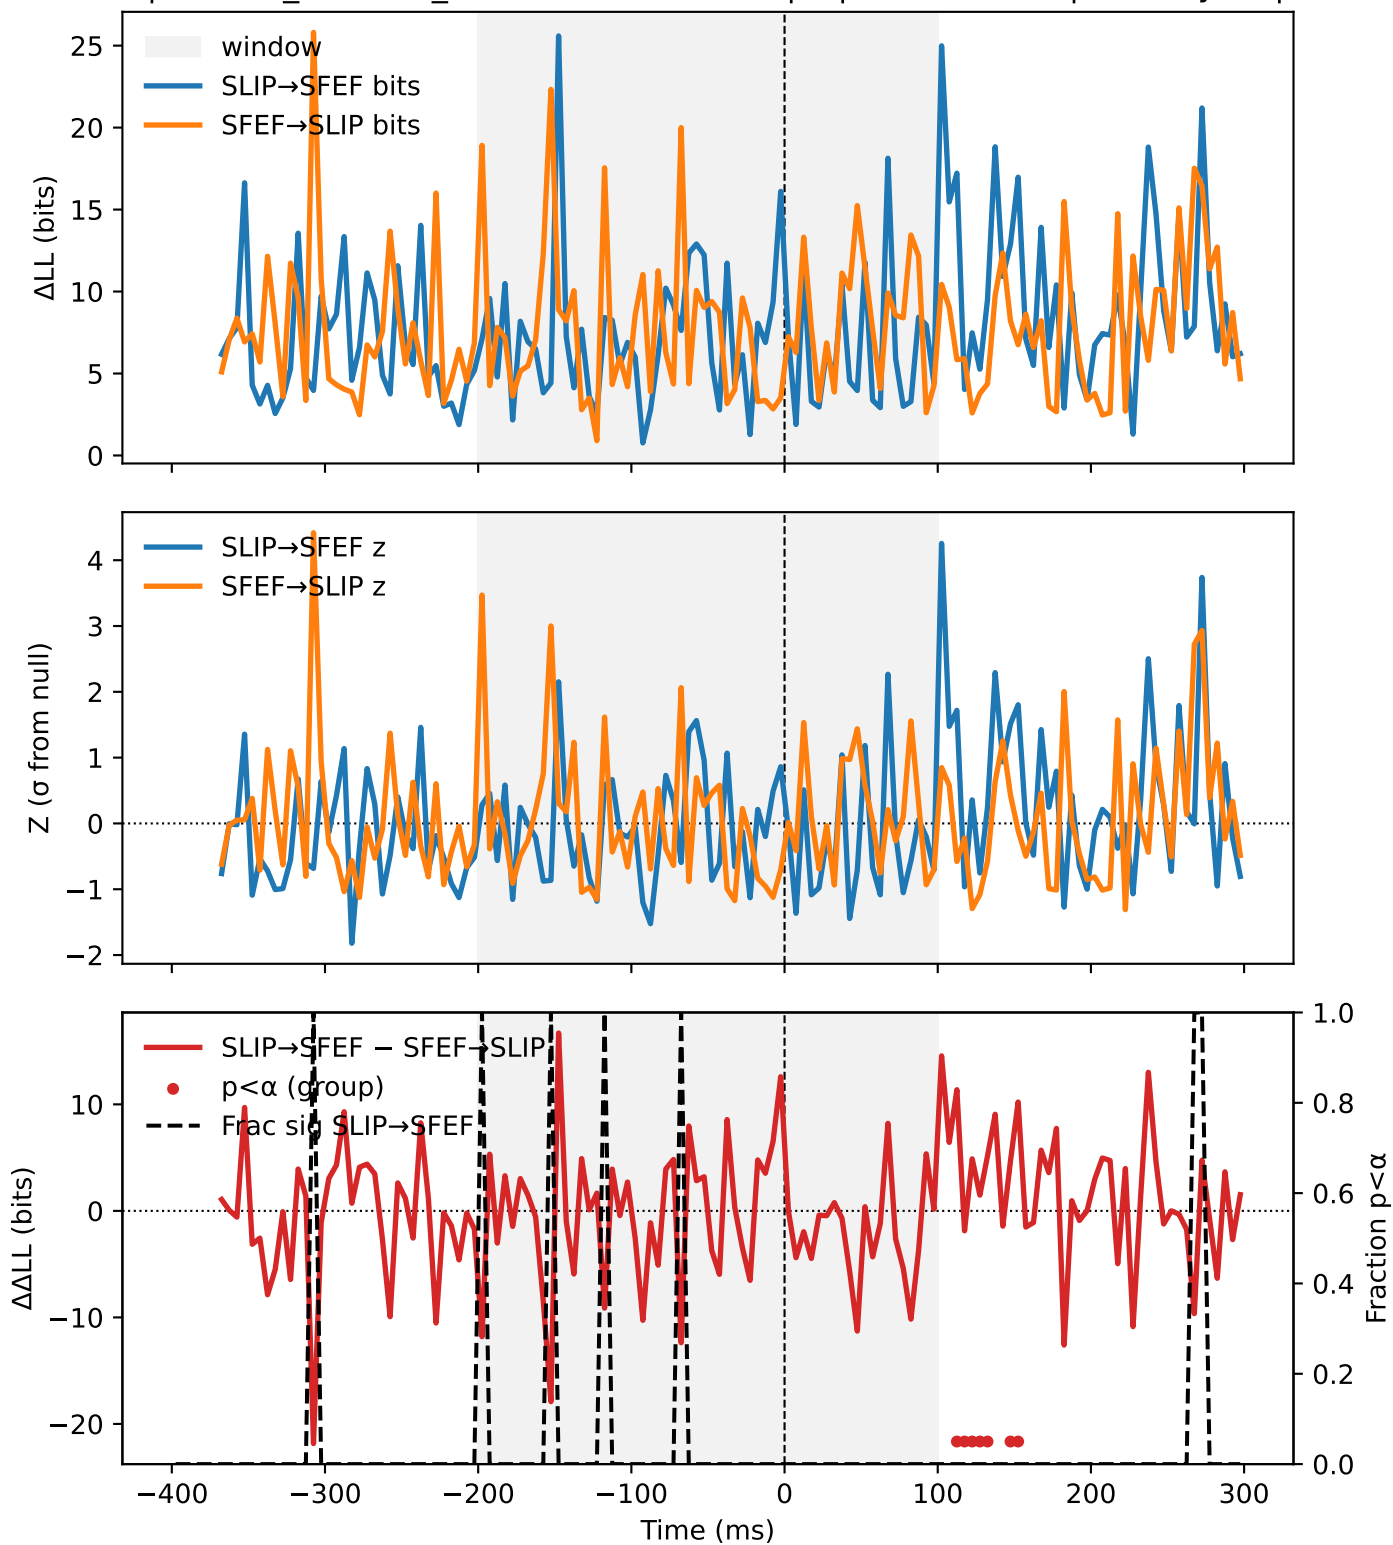 window
SLIP→SFEF bits
SFEF→SLIP bits
25
20
15
10
5
0
ΔLL (bits)
SLIP→SFEF z
SFEF→SLIP z
4
3
2
1
0
−1
−2
Z (σ from null)
SLIP→SFEF − SFEF→SLIP
p<α (group)
Frac sig SLIP→SFEF
10
0
−10
−20
ΔΔLL (bits)
1.0
0.8
0.6
0.4
0.2
0.0
Fraction p<α
−400 −300 −200 −100 0 100 200 300
Time (ms)